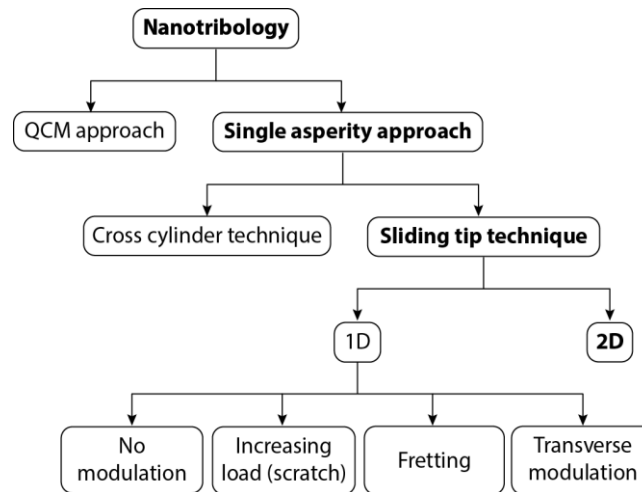 Nanotribology
QCM approach
Single asperity approach
Cross cylinder technique
Sliding tip technique
1D
2D
No
modulation
Increasing
load (scratch)
Fretting
Transverse
modulation